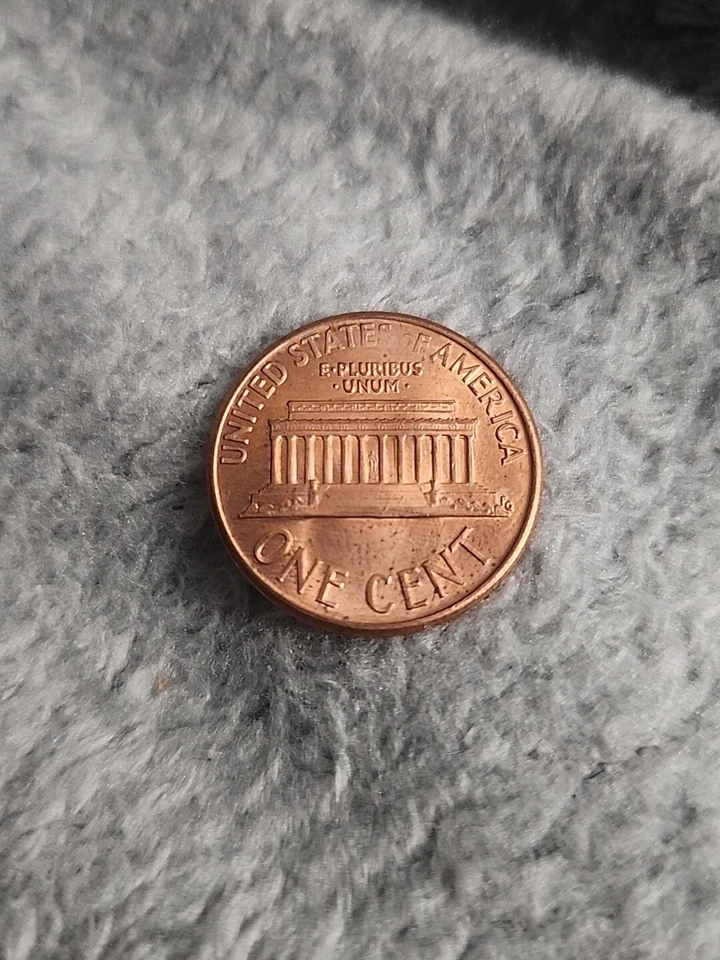 UNITED STATES OF AMERICA
E·PLURIBUS
·UNUM·
ONE CENT